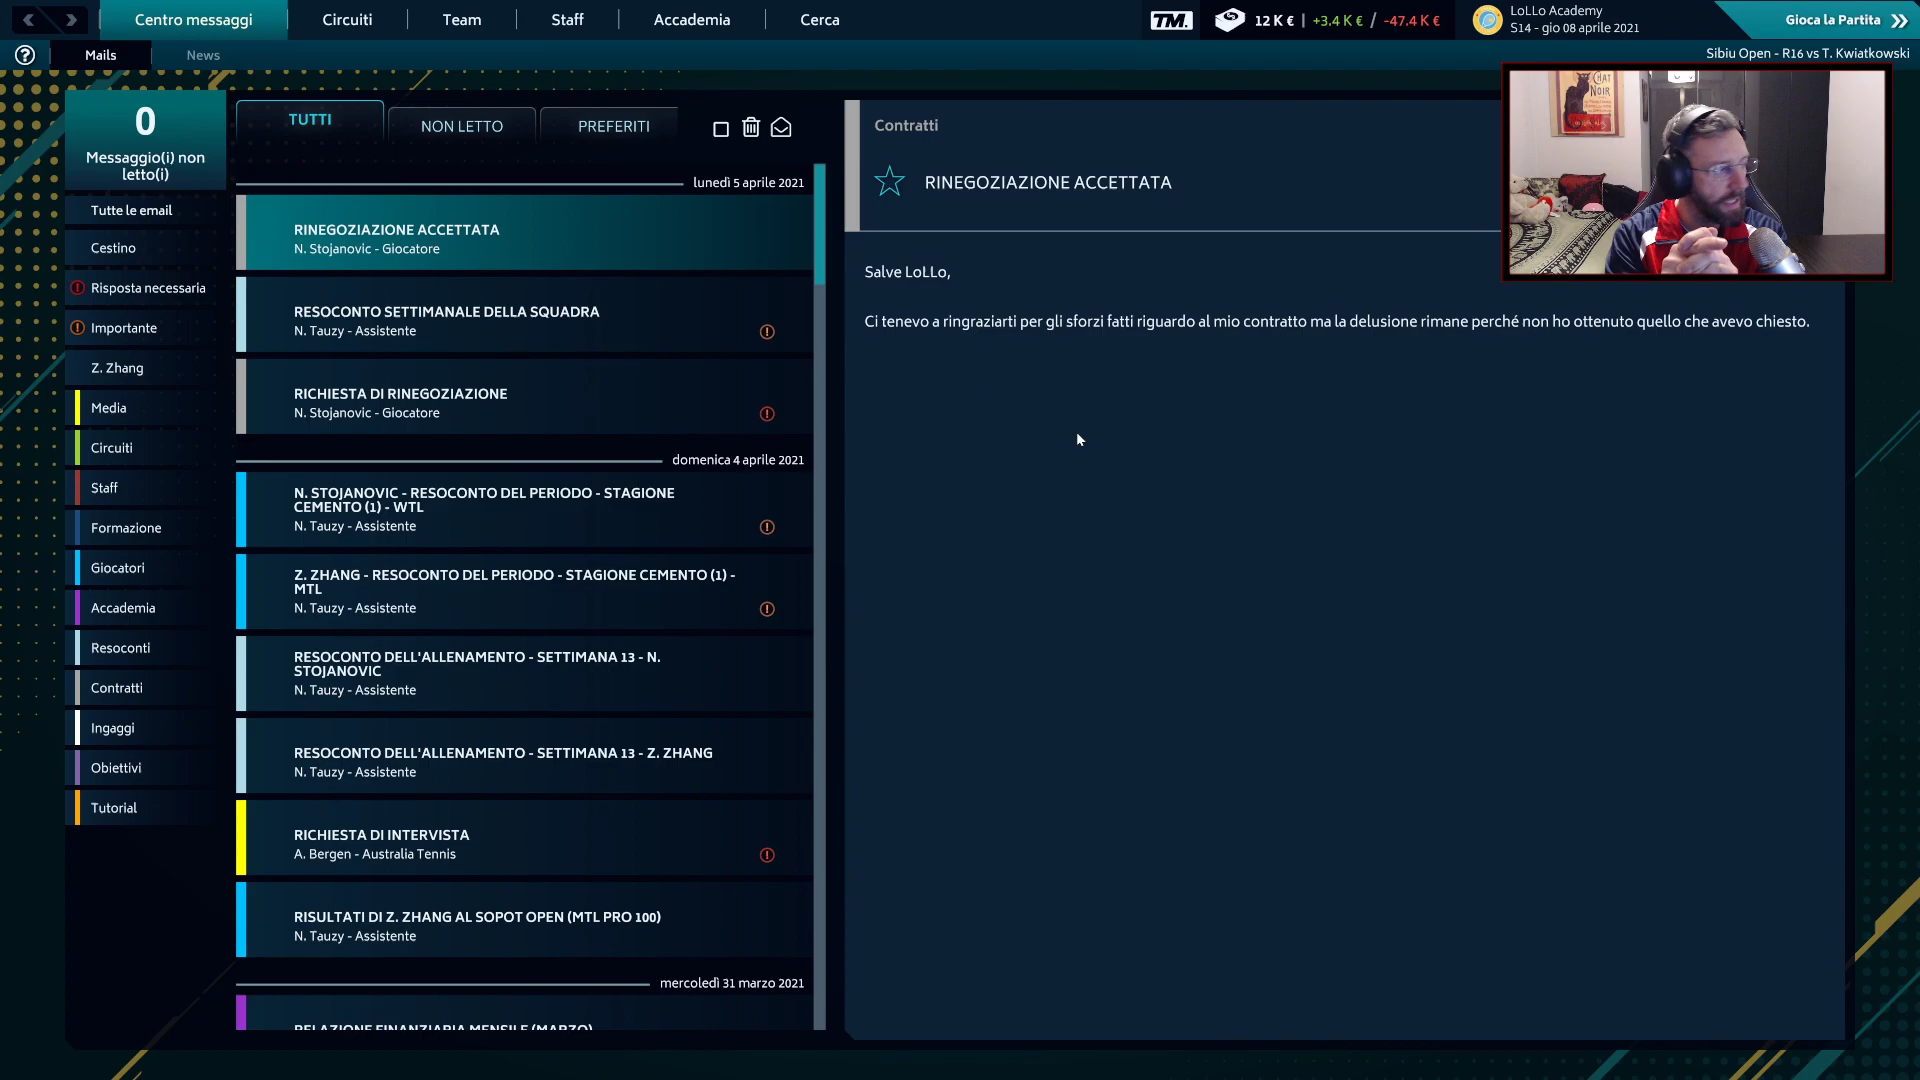 Centro messaggi
Circuiti
Team
Staff
Accademia
Cerca
TM.
12 K € | +3.4 K € / -47.4 K €
LoLLo Academy
S14 - gio 08 aprile 2021
Gioca la Partita
Mails
News
Sibiu Open - R16 vs T. Kwiatkowski
0
Messaggio(i) non
letto(i)
Tutte le email
Cestino
Risposta necessaria
Importante
Z. Zhang
Media
Circuiti
Staff
Formazione
Giocatori
Accademia
Resoconti
Contratti
Ingaggi
Obiettivi
Tutorial
TUTTI
NON LETTO
PREFERITI
lunedì 5 aprile 2021
RINEGOZIAZIONE ACCETTATA
N. Stojanovic - Giocatore
RESOCONTO SETTIMANALE DELLA SQUADRA
N. Tauzy - Assistente
RICHIESTA DI RINEGOZIAZIONE
N. Stojanovic - Giocatore
domenica 4 aprile 2021
N. STOJANOVIC - RESOCONTO DEL PERIODO - STAGIONE
CEMENTO (1) - WTL
N. Tauzy - Assistente
Z. ZHANG - RESOCONTO DEL PERIODO - STAGIONE CEMENTO (1) -
MTL
N. Tauzy - Assistente
RESOCONTO DELL'ALLENAMENTO - SETTIMANA 13 - N.
STOJANOVIC
N. Tauzy - Assistente
RESOCONTO DELL'ALLENAMENTO - SETTIMANA 13 - Z. ZHANG
N. Tauzy - Assistente
RICHIESTA DI INTERVISTA
A. Bergen - Australia Tennis
RISULTATI DI Z. ZHANG AL SOPOT OPEN (MTL PRO 100)
N. Tauzy - Assistente
mercoledì 31 marzo 2021
RELAZIONE FINANZIARIA MENSILE (MARZO)
Contratti
RINEGOZIAZIONE ACCETTATA
Salve LoLLo,
Ci tenevo a ringraziarti per gli sforzi fatti riguardo al mio contratto ma la delusione rimane perché non ho ottenuto quello che avevo chiesto.
CHAT
NOIR